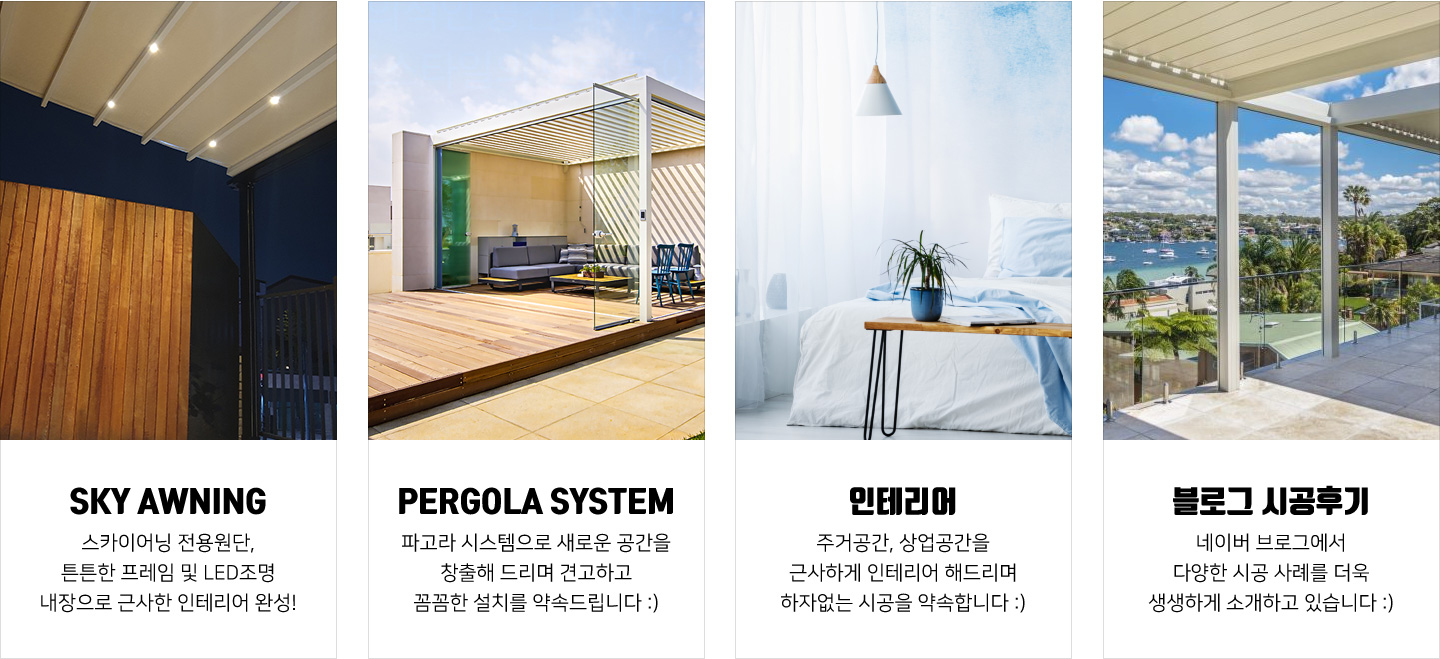 SKY AWNING
스카이어닝 전용원단,
튼튼한 프레임 및 LED조명
내장으로 근사한 인테리어 완성!
PERGOLA SYSTEM
파고라 시스템으로 새로운 공간을
창출해 드리며 견고하고
꼼꼼한 설치를 약속드립니다 :)
인테리어
주거공간, 상업공간을
근사하게 인테리어 해드리며
하자없는 시공을 약속합니다 :)
블로그 시공후기
네이버 브로그에서
다양한 시공 사례를 더욱
생생하게 소개하고 있습니다 :)